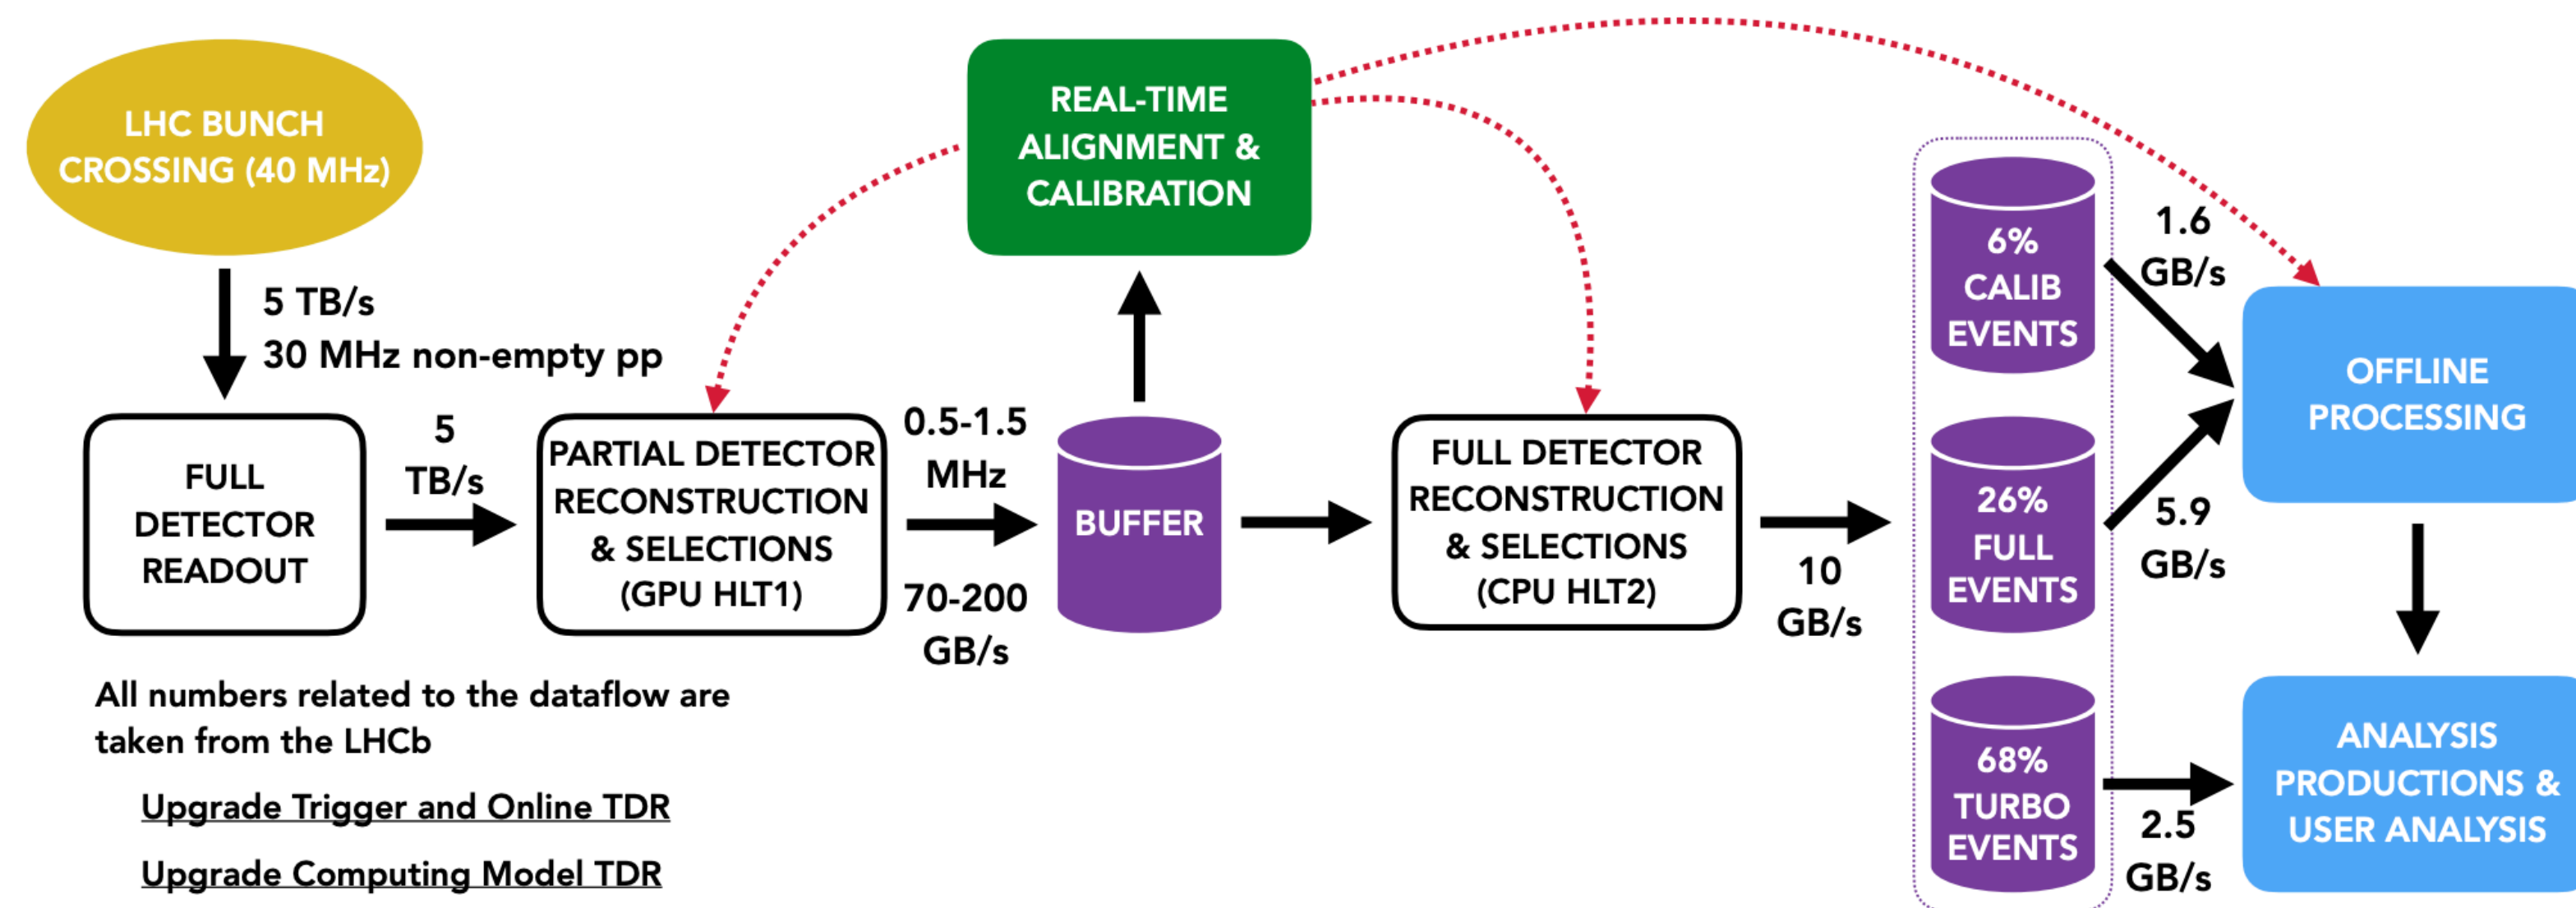 LHC BUNCH
CROSSING (40 MHz)
5 TB/s
30 MHz non-empty pp
FULL
DETECTOR
READOUT
5
TB/s
PARTIAL DETECTOR
RECONSTRUCTION
& SELECTIONS
(GPU HLT1)
0.5-1.5
MHz
70-200
GB/s
REAL-TIME
ALIGNMENT &
CALIBRATION
BUFFER
FULL DETECTOR
RECONSTRUCTION
& SELECTIONS
(CPU HLT2)
10
GB/s
6%
CALIB
EVENTS
1.6
GB/s
26%
FULL
EVENTS
5.9
GB/s
68%
TURBO
EVENTS
2.5
GB/s
OFFLINE
PROCESSING
ANALYSIS
PRODUCTIONS &
USER ANALYSIS
All numbers related to the dataflow are
taken from the LHCb
Upgrade Trigger and Online TDR
Upgrade Computing Model TDR